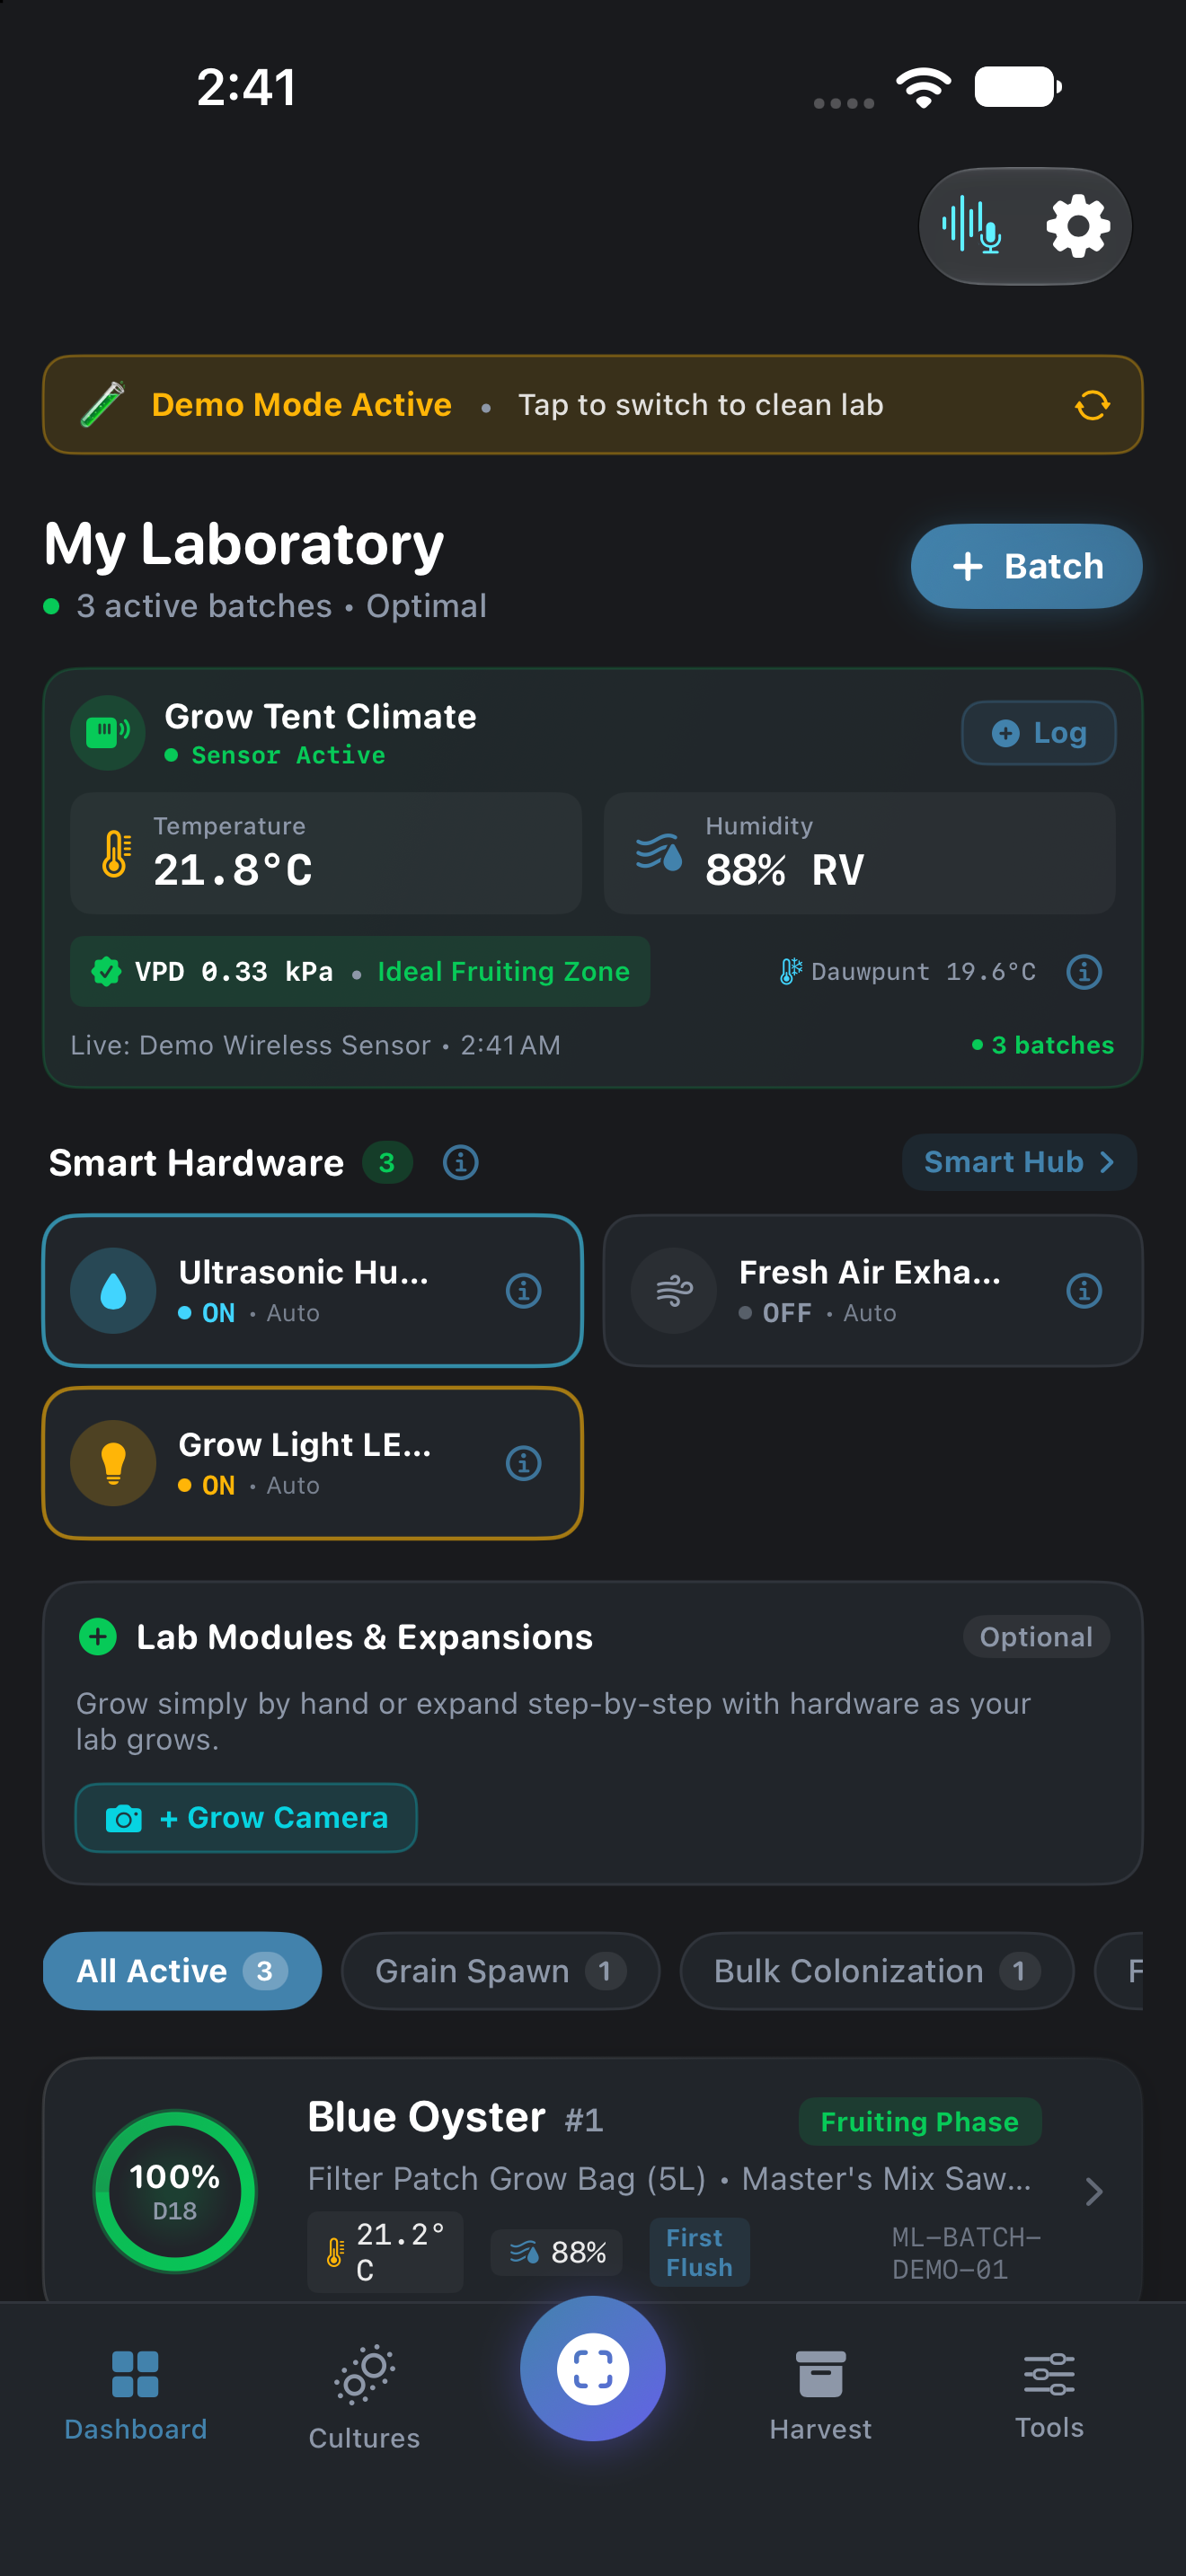 2:41
Demo Mode Active • Tap to switch to clean lab
My Laboratory
3 active batches • Optimal
+ Batch
Grow Tent Climate
Sensor Active
Log
Temperature
21.8°C
Humidity
88% RV
VPD 0.33 kPa • Ideal Fruiting Zone
Dauwpunt 19.6°C
Live: Demo Wireless Sensor • 2:41 AM
3 batches
Smart Hardware 3
Smart Hub
Ultrasonic Hu...
ON • Auto
Fresh Air Exha...
OFF • Auto
Grow Light LE...
ON • Auto
Lab Modules & Expansions
Optional
Grow simply by hand or expand step-by-step with hardware as your
lab grows.
+ Grow Camera
All Active 3
Grain Spawn 1
Bulk Colonization 1
F
100%
D18
Blue Oyster #1
Fruiting Phase
Filter Patch Grow Bag (5L) • Master's Mix Saw...
21.2°
C
88%
First
Flush
ML-BATCH-
DEMO-01
Dashboard
Cultures
Harvest
Tools